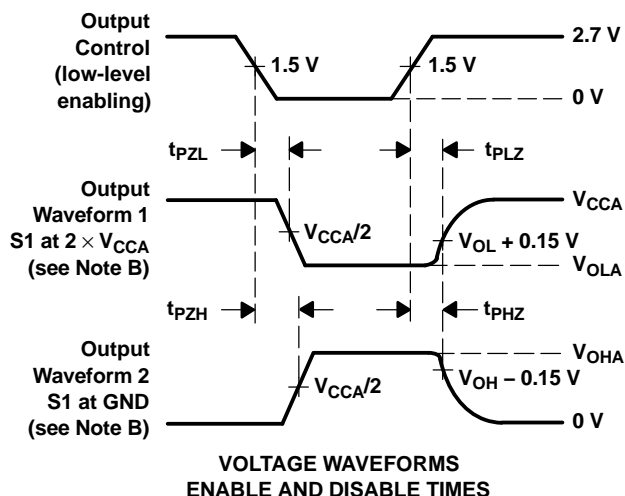 Output
Control
(low-level
enabling)
2.7 V
1.5 V
1.5 V
0 V
tPZL
tPLZ
Output
Waveform 1
S1 at 2 × VCCA
(see Note B)
VCCA
VCCA/2
VOL + 0.15 V
VOLA
tPZH
tPHZ
Output
Waveform 2
S1 at GND
(see Note B)
VOHA
VCCA/2
VOH − 0.15 V
0 V
VOLTAGE WAVEFORMS
ENABLE AND DISABLE TIMES